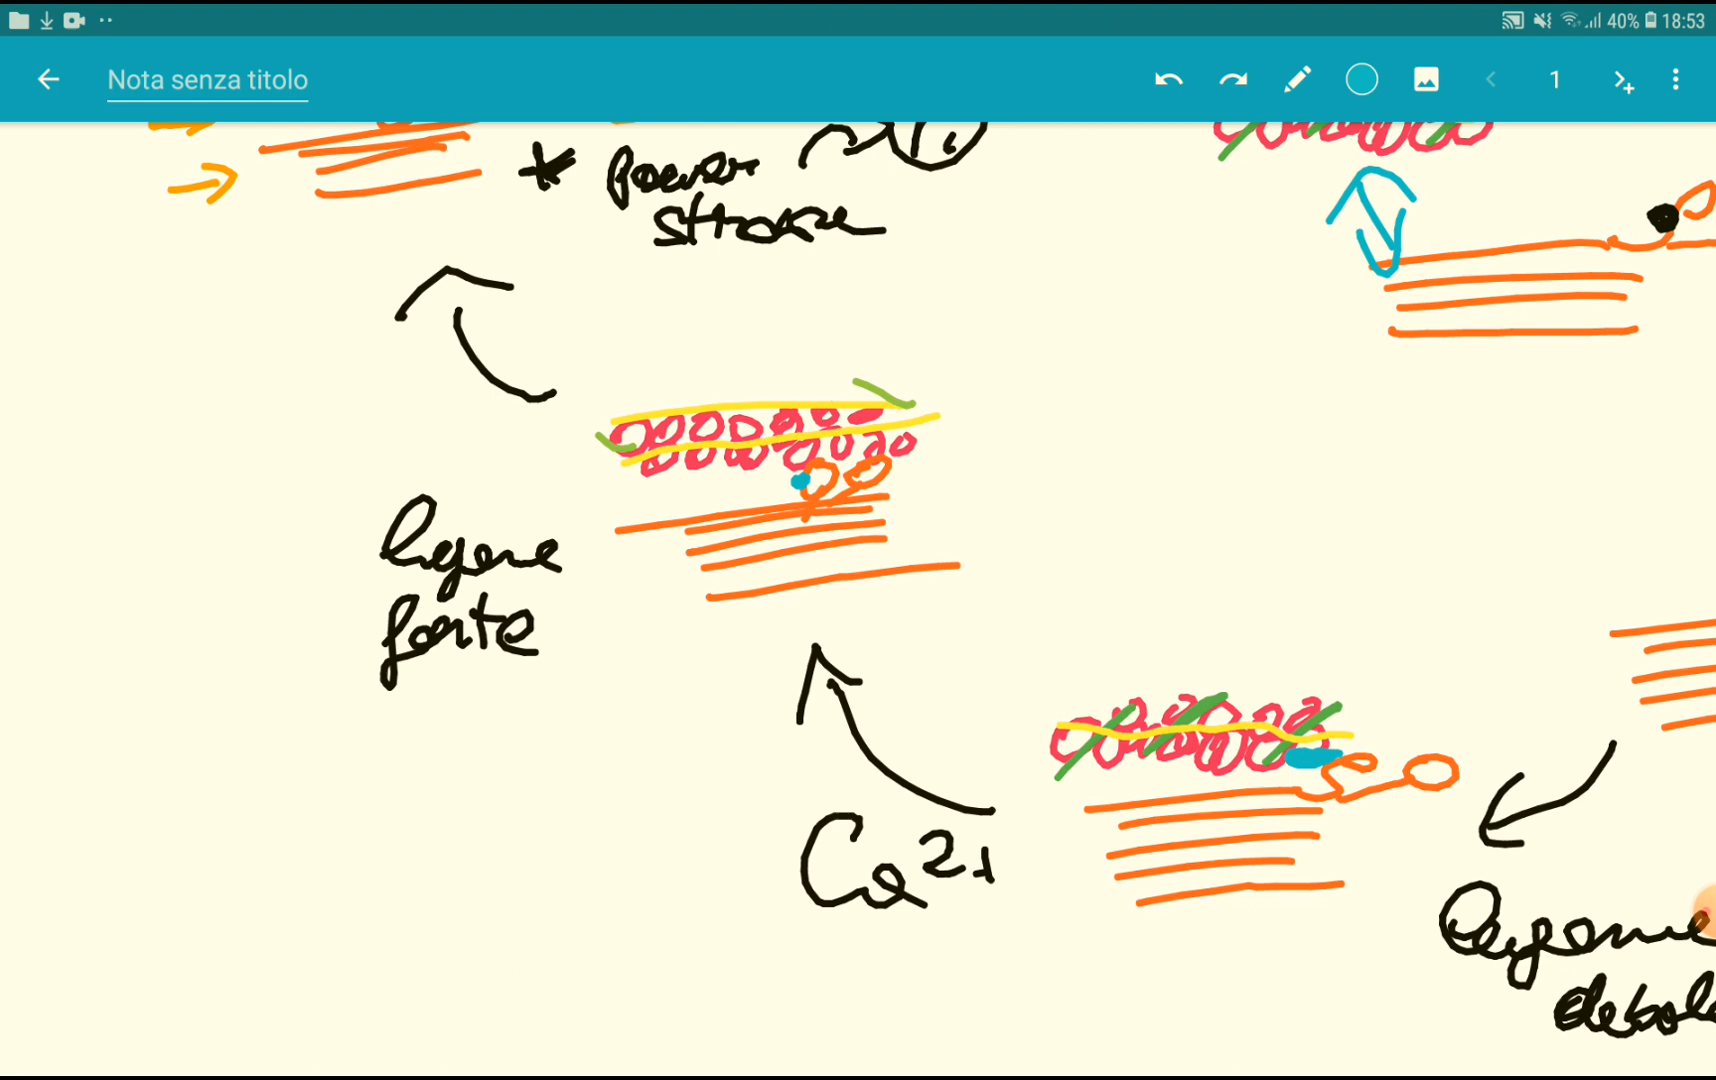 40% 18:53
Nota senza titolo
1
* power
stroke
legame
forte
Ca2+
legame
debole